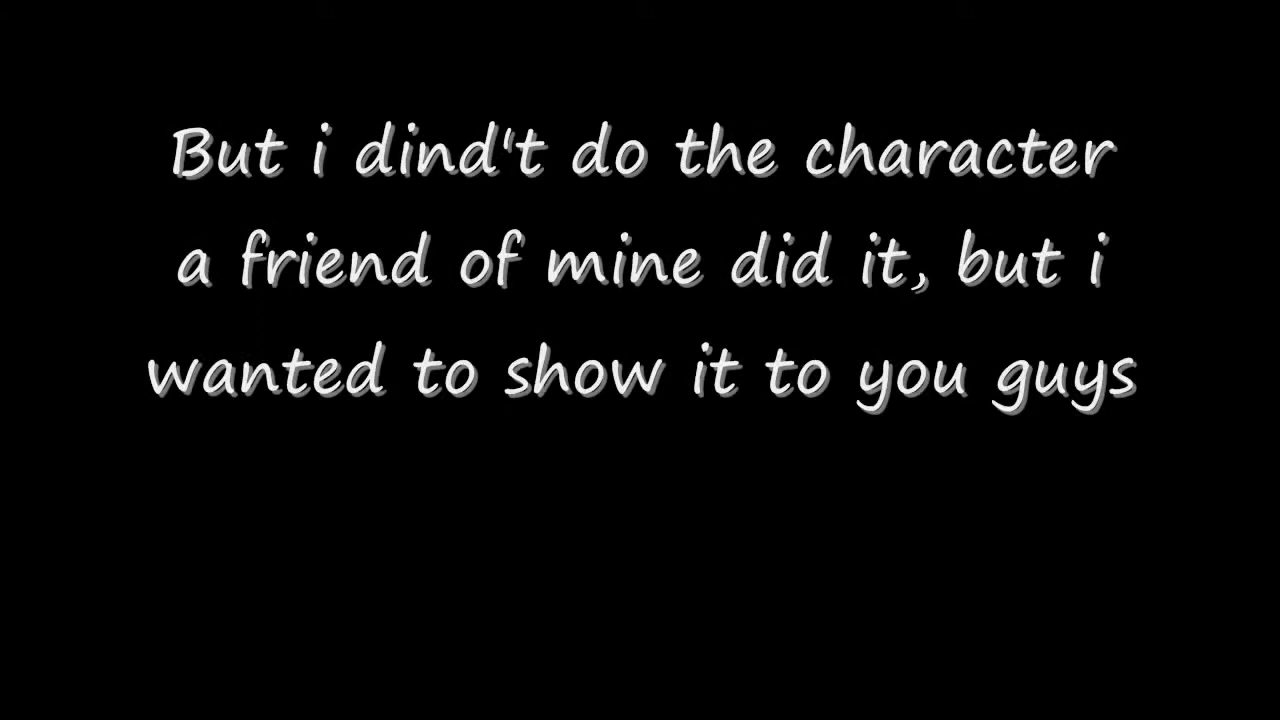 But i dind't do the character
a friend of mine did it, but i
wanted to show it to you guys